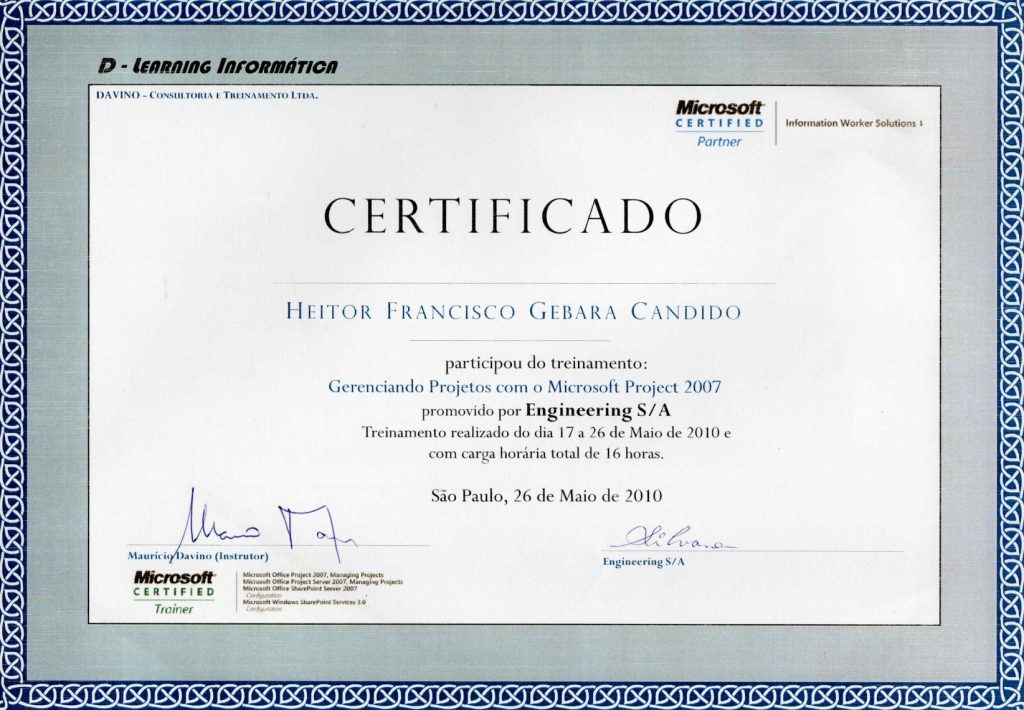 D - Learning Informática
DAVINO – Consultoria e Treinamento Ltda.
Microsoft
CERTIFIED
Partner
Information Worker Solutions s
CERTIFICADO
Heitor Francisco Gebara Candido
participou do treinamento:
Gerenciando Projetos com o Microsoft Project 2007
promovido por Engineering S/A
Treinamento realizado do dia 17 a 26 de Maio de 2010 e
com carga horária total de 16 horas.
São Paulo, 26 de Maio de 2010
Silvana
Maurício Davino (Instrutor)
Engineering S/A
Microsoft
CERTIFIED
Trainer
Microsoft Office Project 2007, Managing Projects
Microsoft Office Project Server 2007, Managing Projects
Microsoft Office SharePoint Server 2007
Configuration
Microsoft Windows SharePoint Services 3.0
Configuration